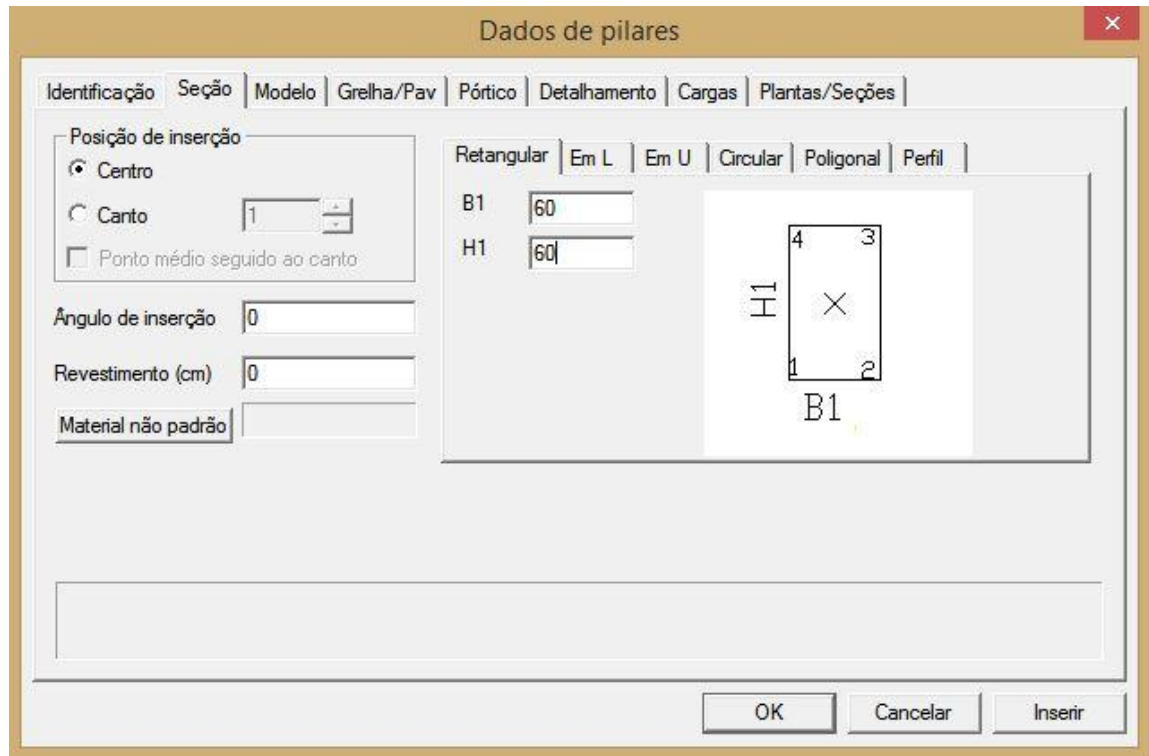 Dados de pilares
Identificação Seção Modelo Grelha/Pav Pórtico Detalhamento Cargas Plantas/Seções
Posição de inserção
Centro
Canto 1
Ponto médio seguido ao canto
Ângulo de inserção 0
Revestimento (cm) 0
Material não padrão
Retangular Em L Em U Circular Poligonal Perfil
B1 60
H1 60
4 3
H1
1 2
B1
OK Cancelar Inserir